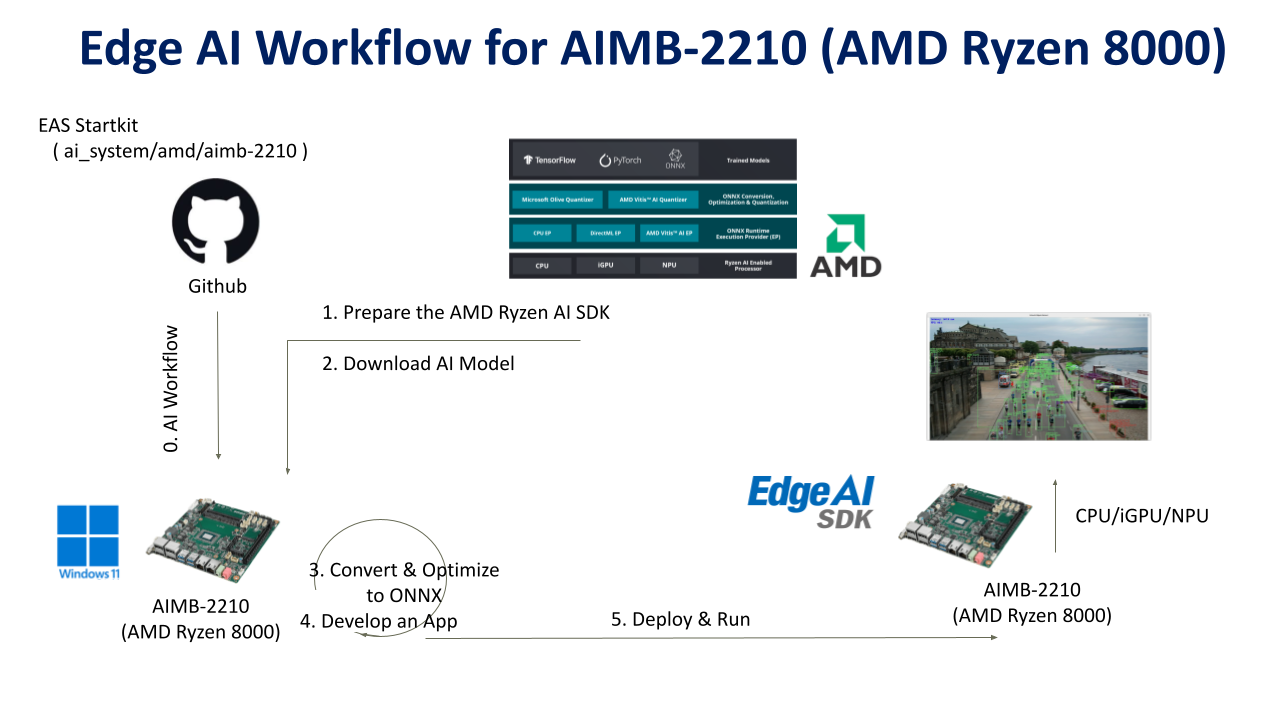 Edge AI Workflow for AIMB-2210 (AMD Ryzen 8000)
EAS Startkit
( ai_system/amd/aimb-2210 )
Github
0. AI Workflow
TensorFlow
PyTorch
ONNX
Trained Models
Microsoft Olive Quantizer
AMD Vitis™ AI Quantizer
ONNX Conversion,
Optimization & Quantization
CPU EP
DirectML EP
AMD Vitis™ AI EP
ONNX Runtime
Execution Provider (EP)
CPU
iGPU
NPU
Ryzen AI Enabled
Processor
AMD
1. Prepare the AMD Ryzen AI SDK
2. Download AI Model
Windows 11
AIMB-2210
(AMD Ryzen 8000)
3. Convert & Optimize
to ONNX
4. Develop an App
5. Deploy & Run
Edge AI
SDK
CPU/iGPU/NPU
AIMB-2210
(AMD Ryzen 8000)